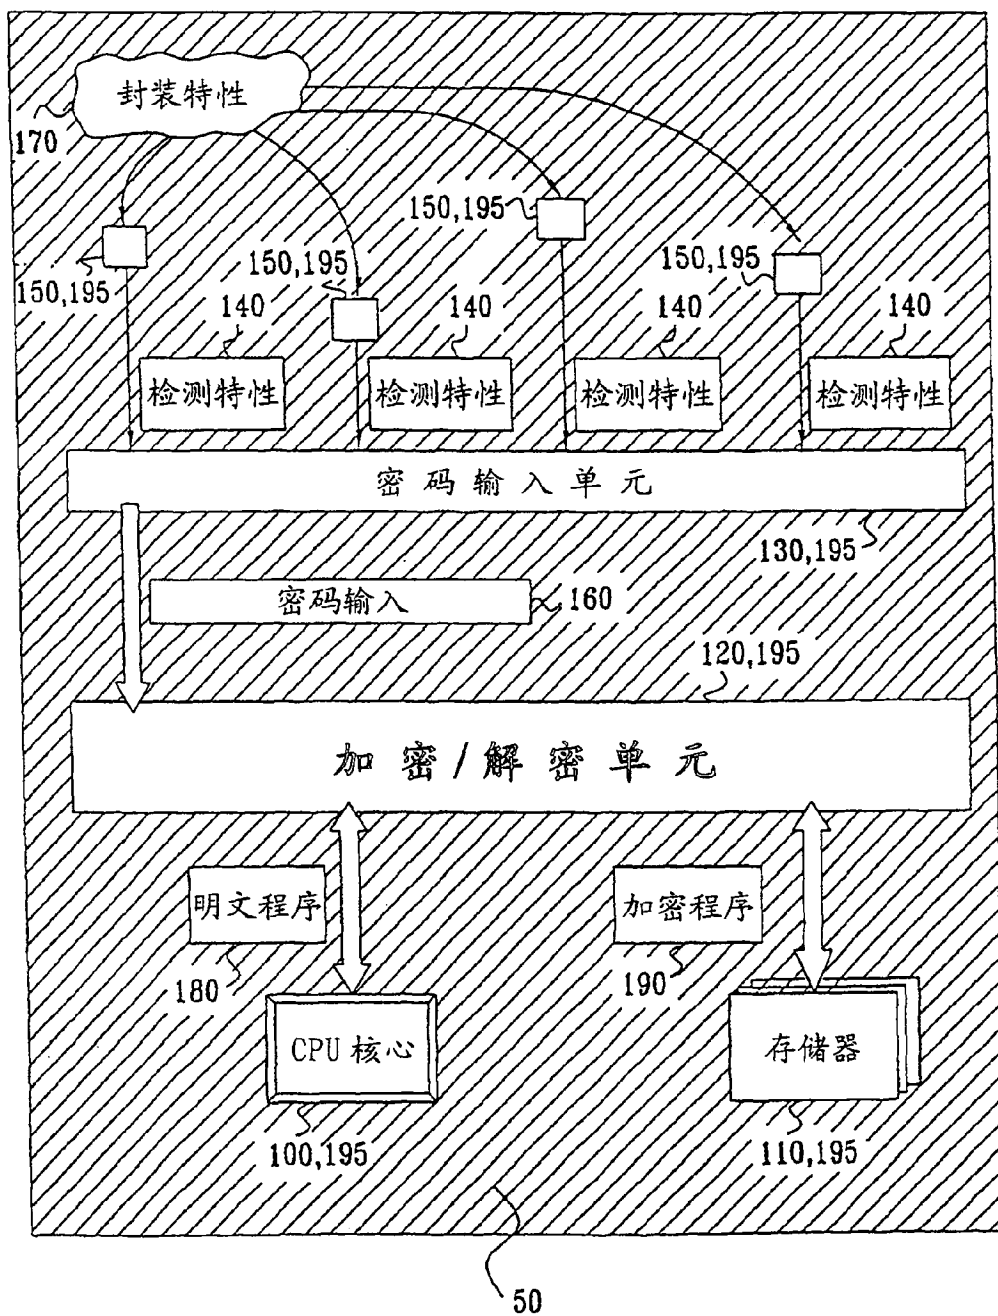 封装特性
170
150,195
150,195
150,195
150,195
140
140
140
140
检测特性
检测特性
检测特性
检测特性
密码输入单元
130,195
密码输入
160
120,195
加密/解密单元
明文程序
加密程序
180
190
CPU 核心
存储器
100,195
110,195
50